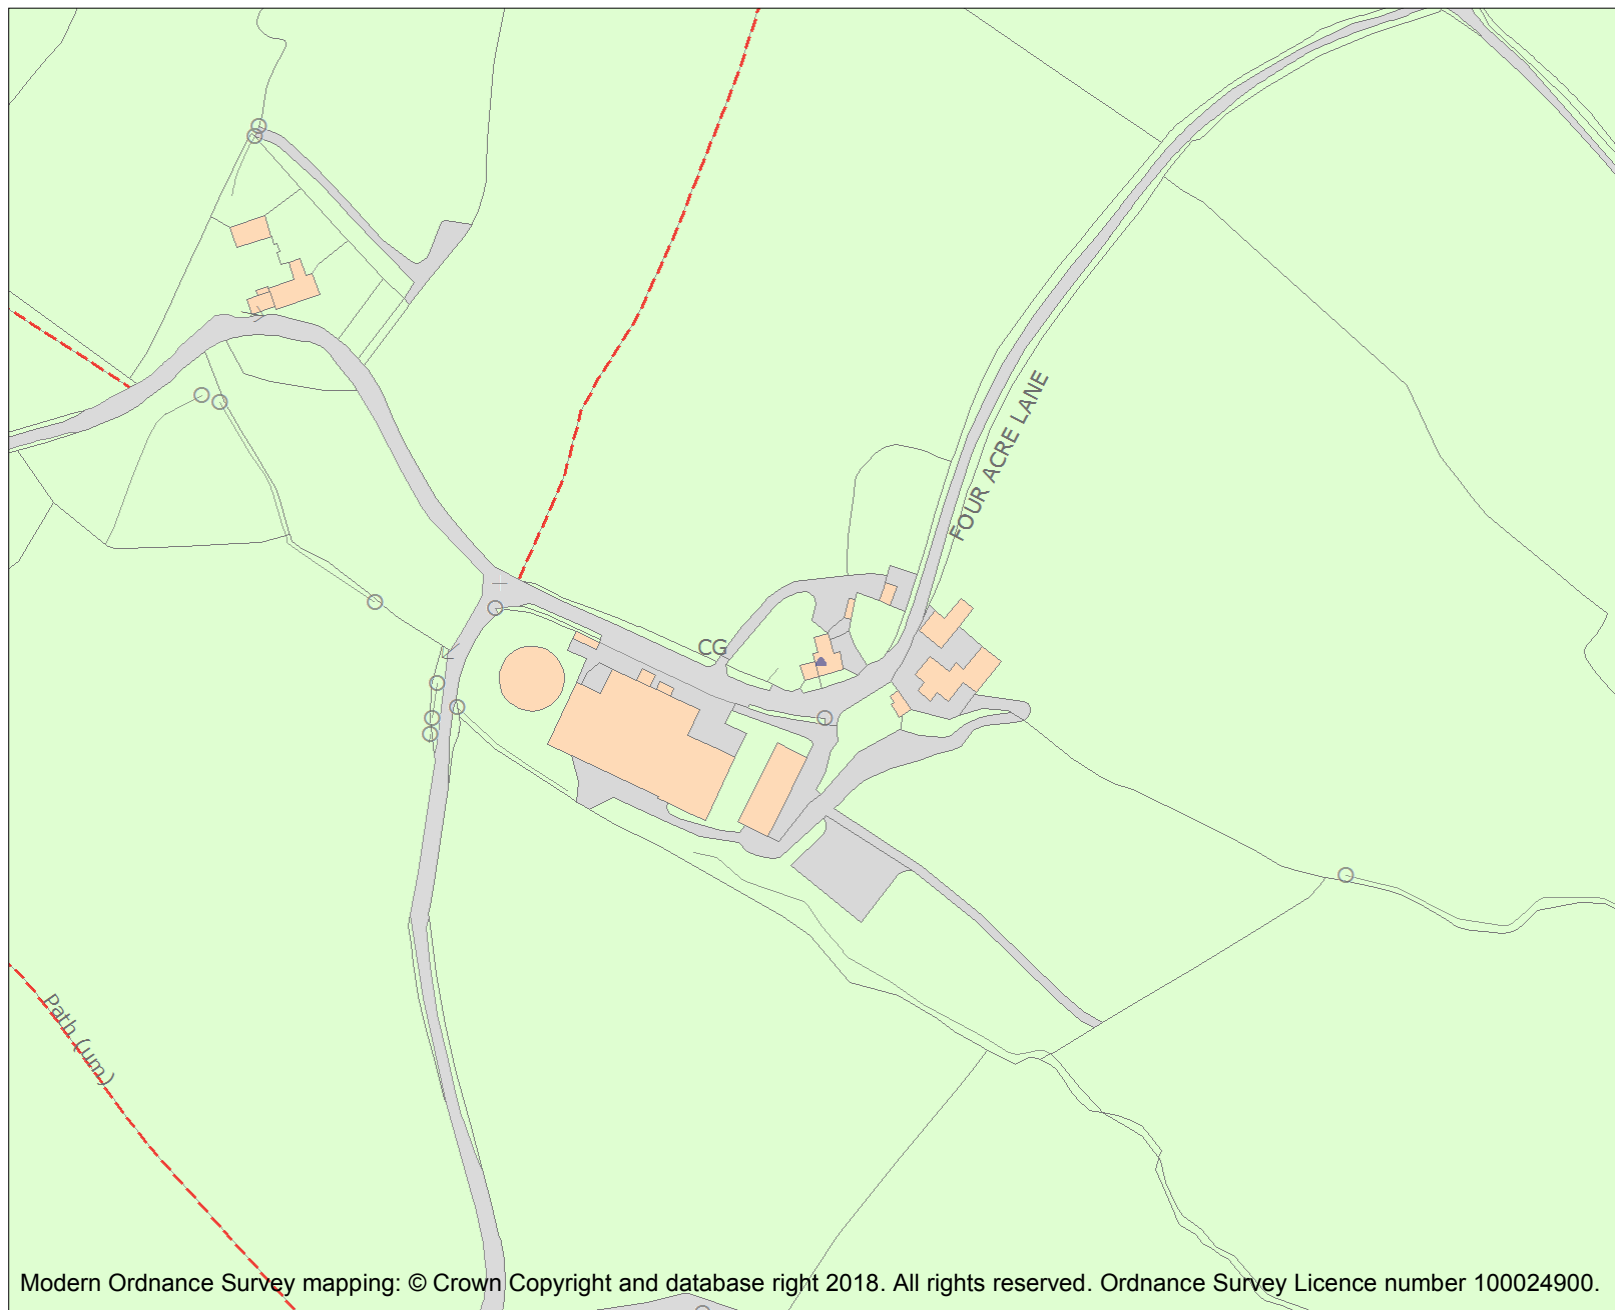 FOUR ACRE LANE
CG
Path (um)
Modern Ordnance Survey mapping: © Crown Copyright and database right 2018. All rights reserved. Ordnance Survey Licence number 100024900.